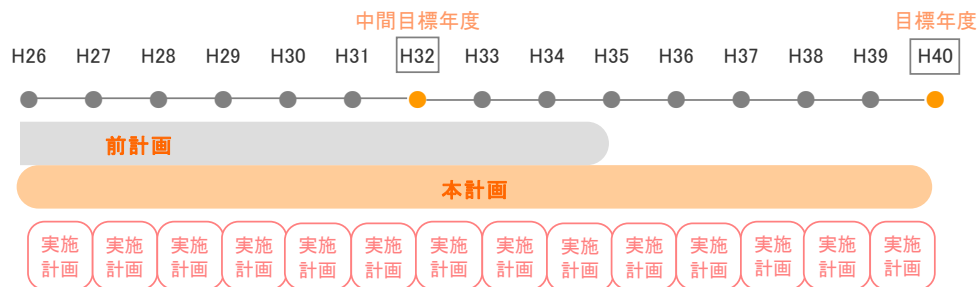 中間目標年度 目標年度
H26 H27 H28 H29 H30 H31 H32 H33 H34 H35 H36 H37 H38 H39 H40
前計画
本計画
実施 実施 実施 実施 実施 実施 実施 実施 実施 実施 実施 実施 実施 実施
計画 計画 計画 計画 計画 計画 計画 計画 計画 計画 計画 計画 計画 計画